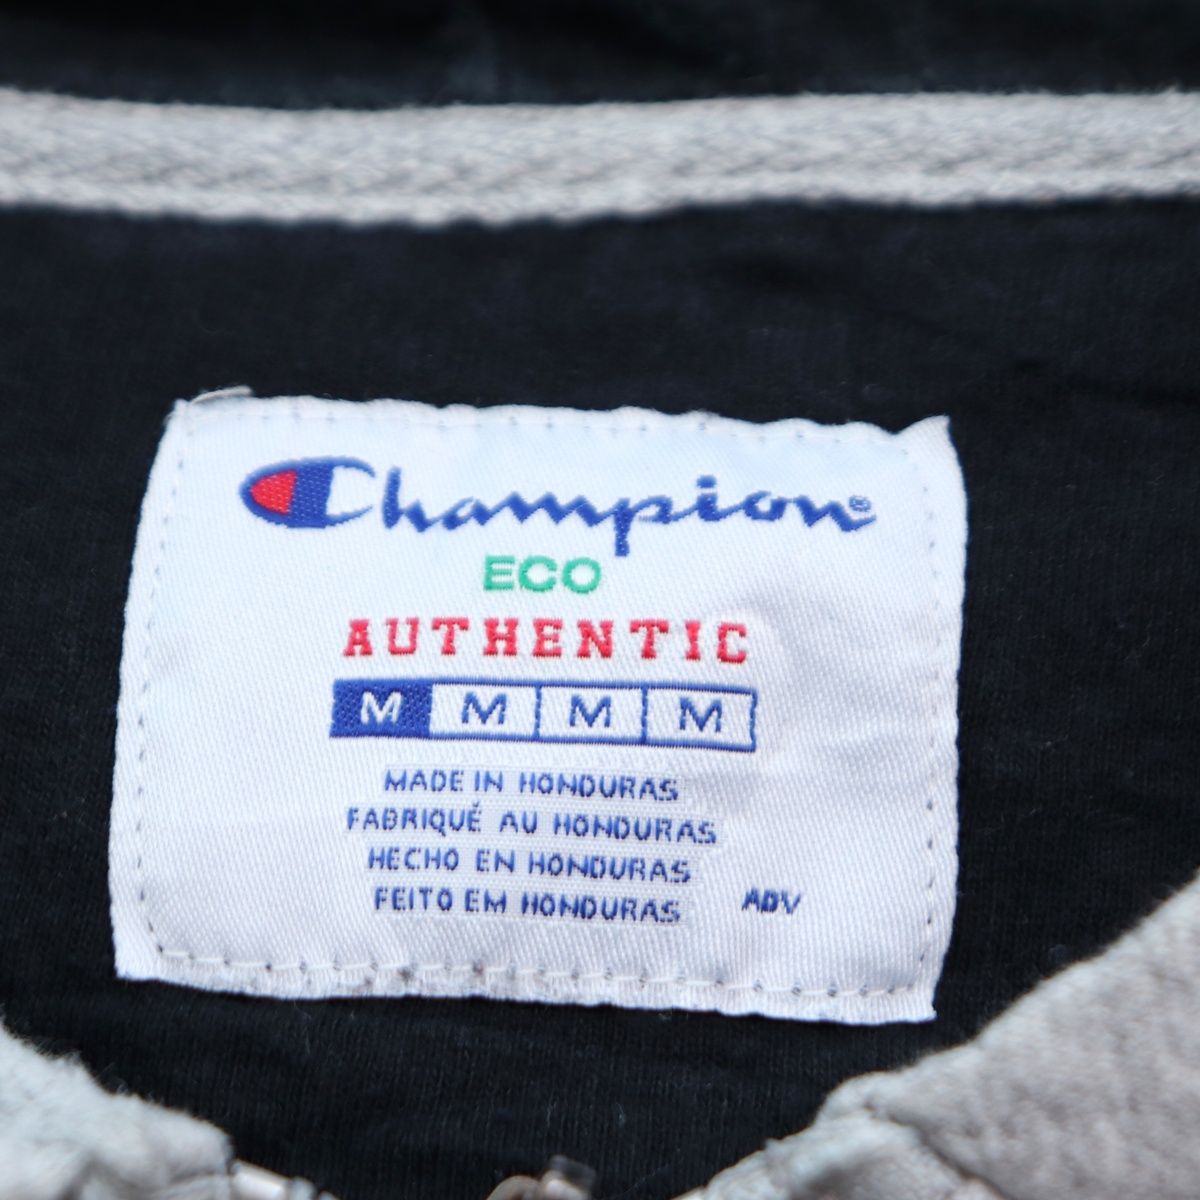 Champion®
ECO
AUTHENTIC
M M M M
MADE IN HONDURAS
FABRIQUÉ AU HONDURAS
HECHO EN HONDURAS
FEITO EM HONDURAS
ADV